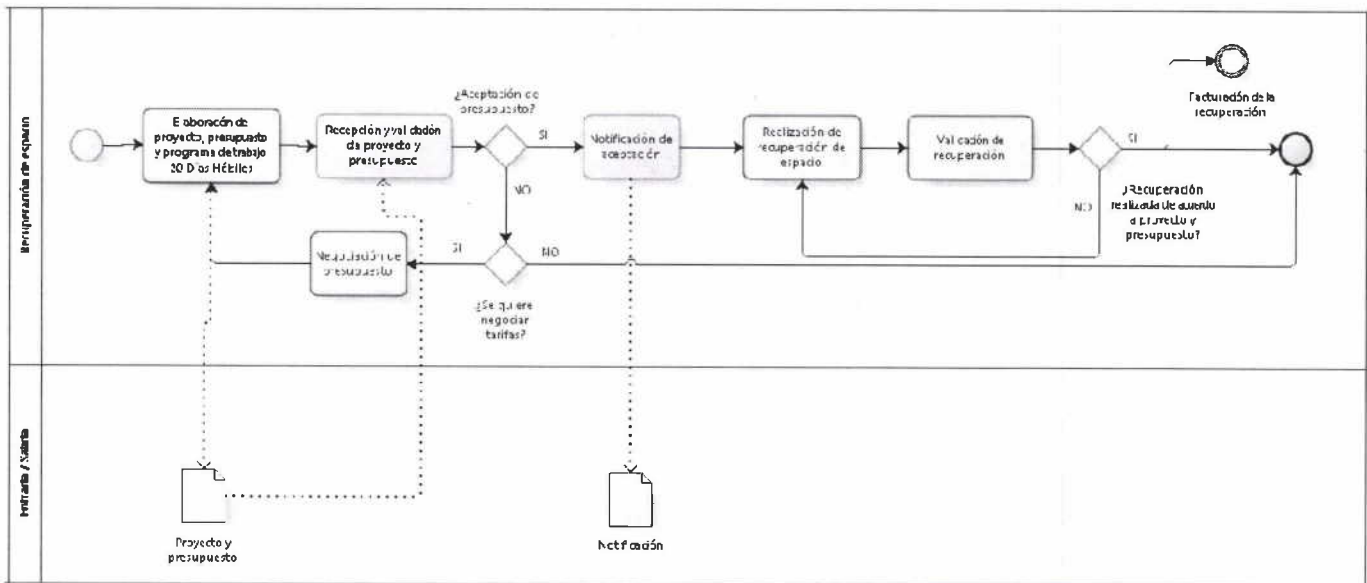 Recuperación de espacio
Elaboración de
proyecto, presupuesto
y programa de trabajo
20 Días Hábiles
Recepción y validación
de proyecto y
presupuesto
¿Aceptación de
presupuesto?
SI
NO
Notificación de
aceptación
Realización de
recuperación de
espacio
Validación de
recuperación
SI
NO
¿Recuperación
realizada de acuerdo
a proyecto y
presupuesto?
Facturación de la
recuperación
Negociación de
presupuesto
SI
NO
¿Se quiere
negociar
tarifas?
Entrada / Salida
Proyecto y
presupuesto
Notificación